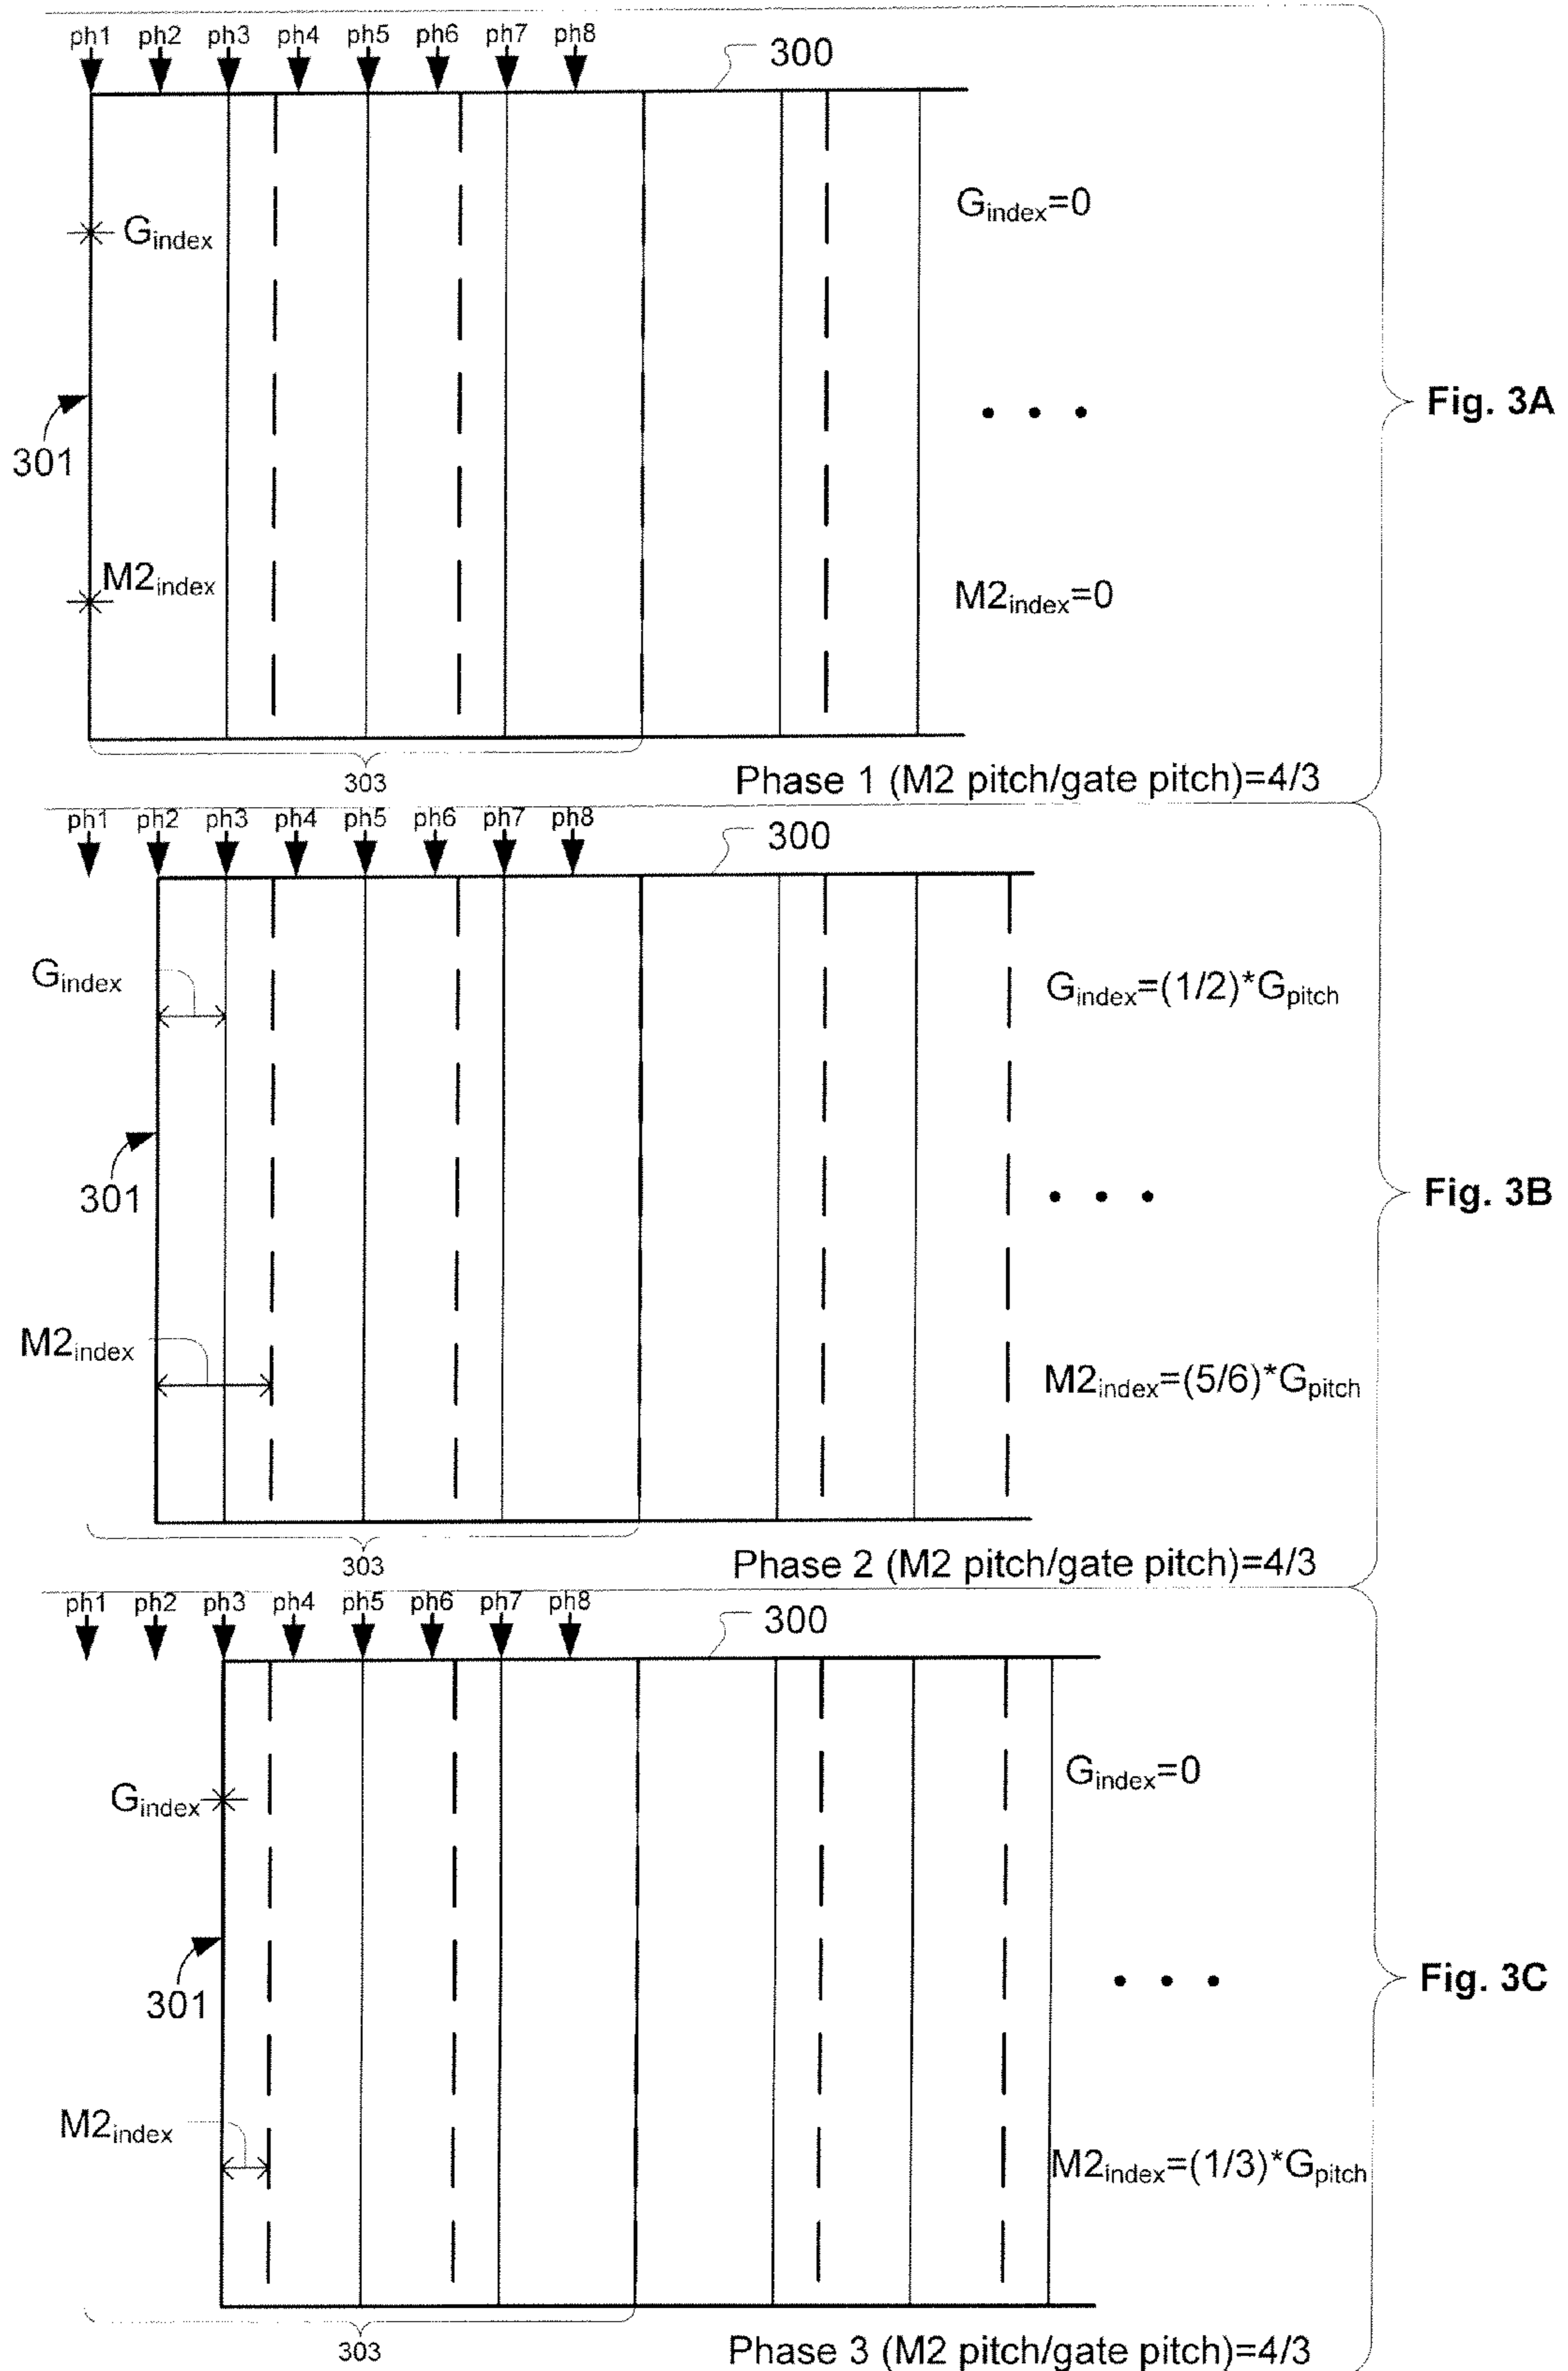 ph1 ph2 ph3 ph4 ph5 ph6 ph7 ph8
300
Gindex
Gindex=0
301
Fig. 3A
M2index
M2index=0
303
Phase 1 (M2 pitch/gate pitch)=4/3
ph1 ph2 ph3 ph4 ph5 ph6 ph7 ph8
300
Gindex
Gindex=(1/2)*Gpitch
301
Fig. 3B
M2index
M2index=(5/6)*Gpitch
303
Phase 2 (M2 pitch/gate pitch)=4/3
ph1 ph2 ph3 ph4 ph5 ph6 ph7 ph8
300
Gindex
Gindex=0
301
Fig. 3C
M2index
M2index=(1/3)*Gpitch
303
Phase 3 (M2 pitch/gate pitch)=4/3